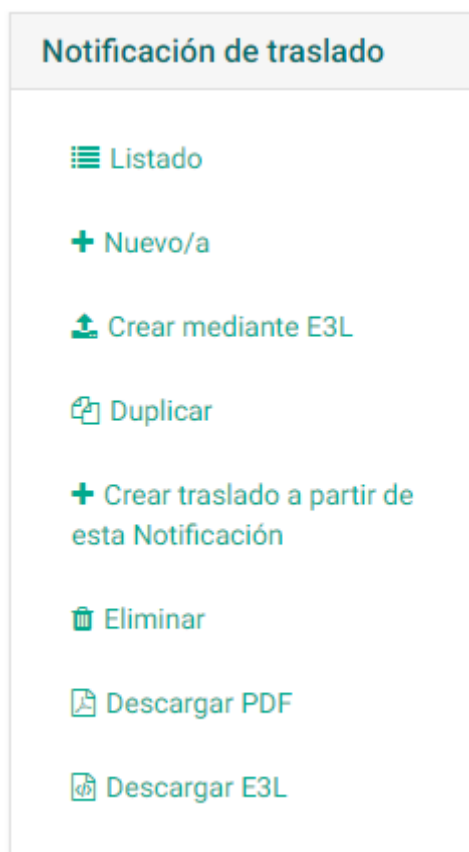 Notificación de traslado
Listado
Nuevo/a
Crear mediante E3L
Duplicar
Crear traslado a partir de
esta Notificación
Eliminar
Descargar PDF
Descargar E3L